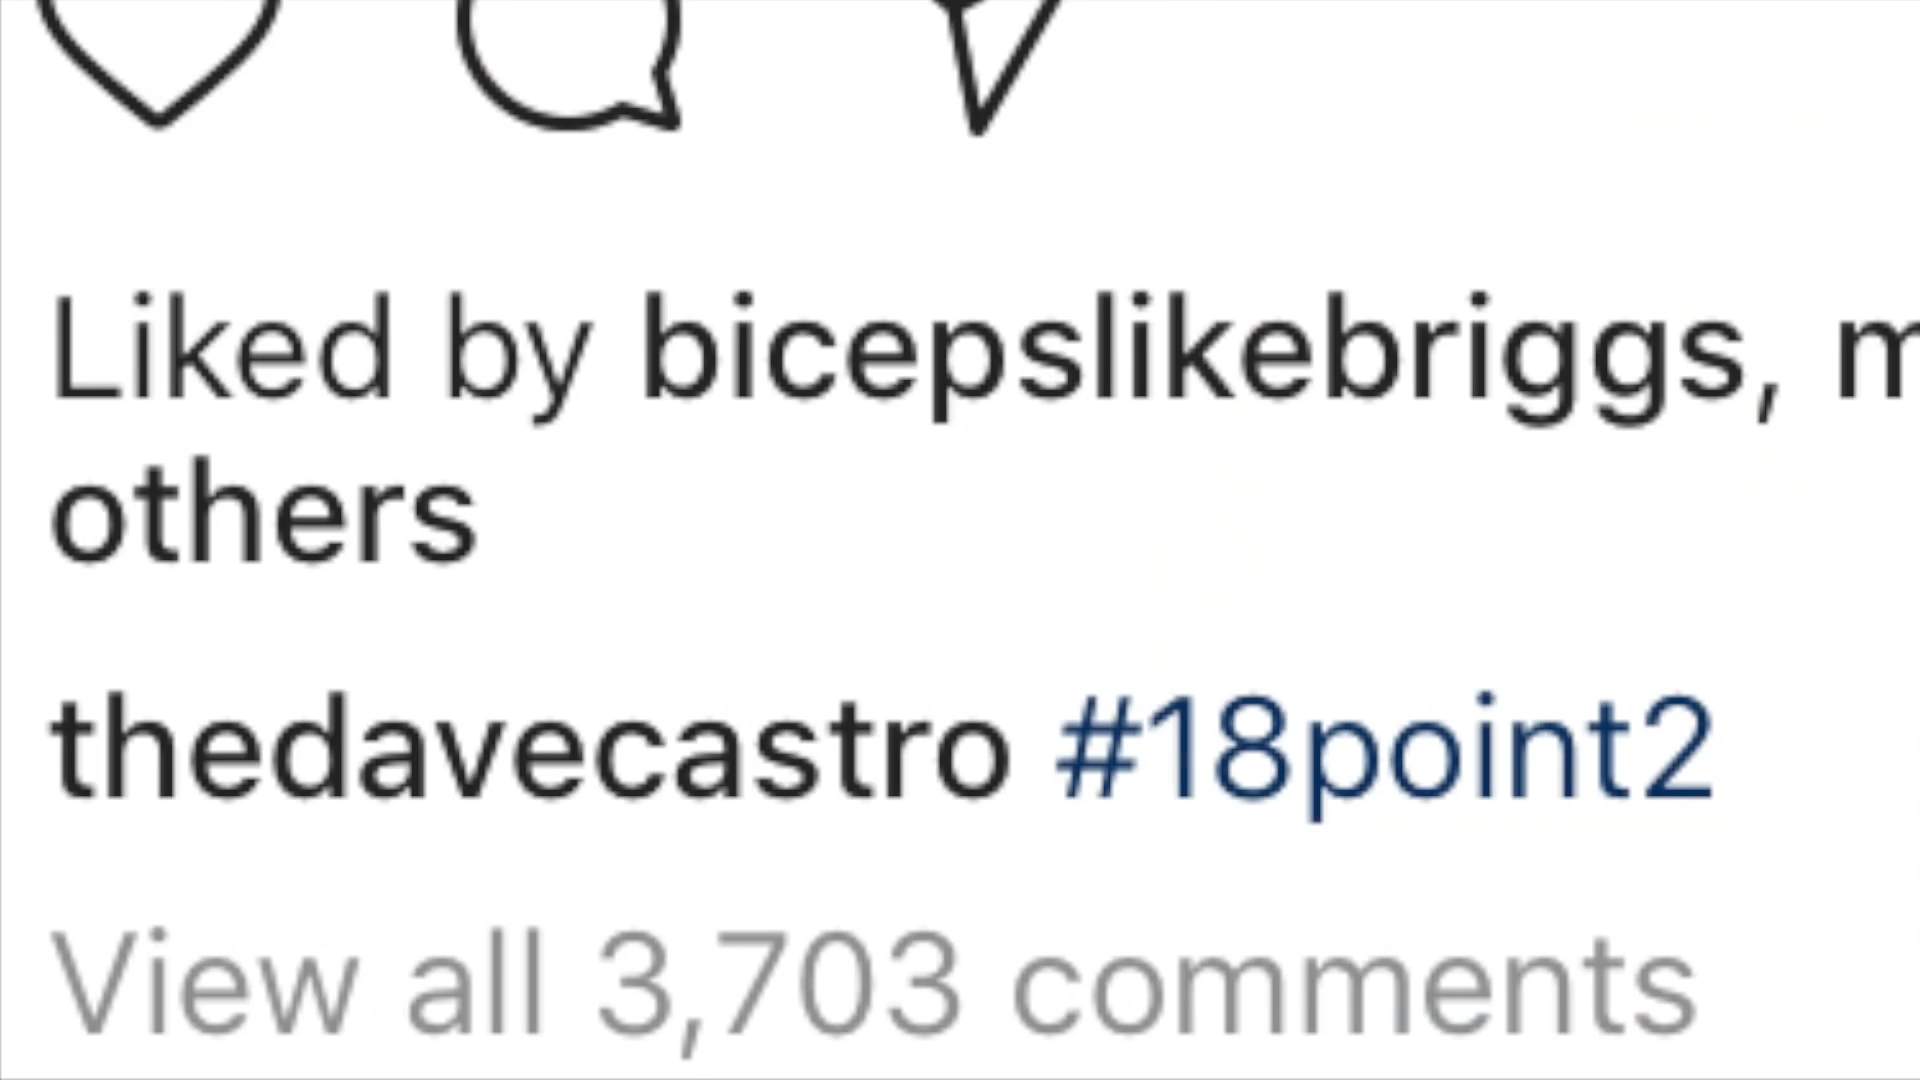 Liked by bicepslikebriggs,
others
thedavecastro #18point2
View all 3,703 comments